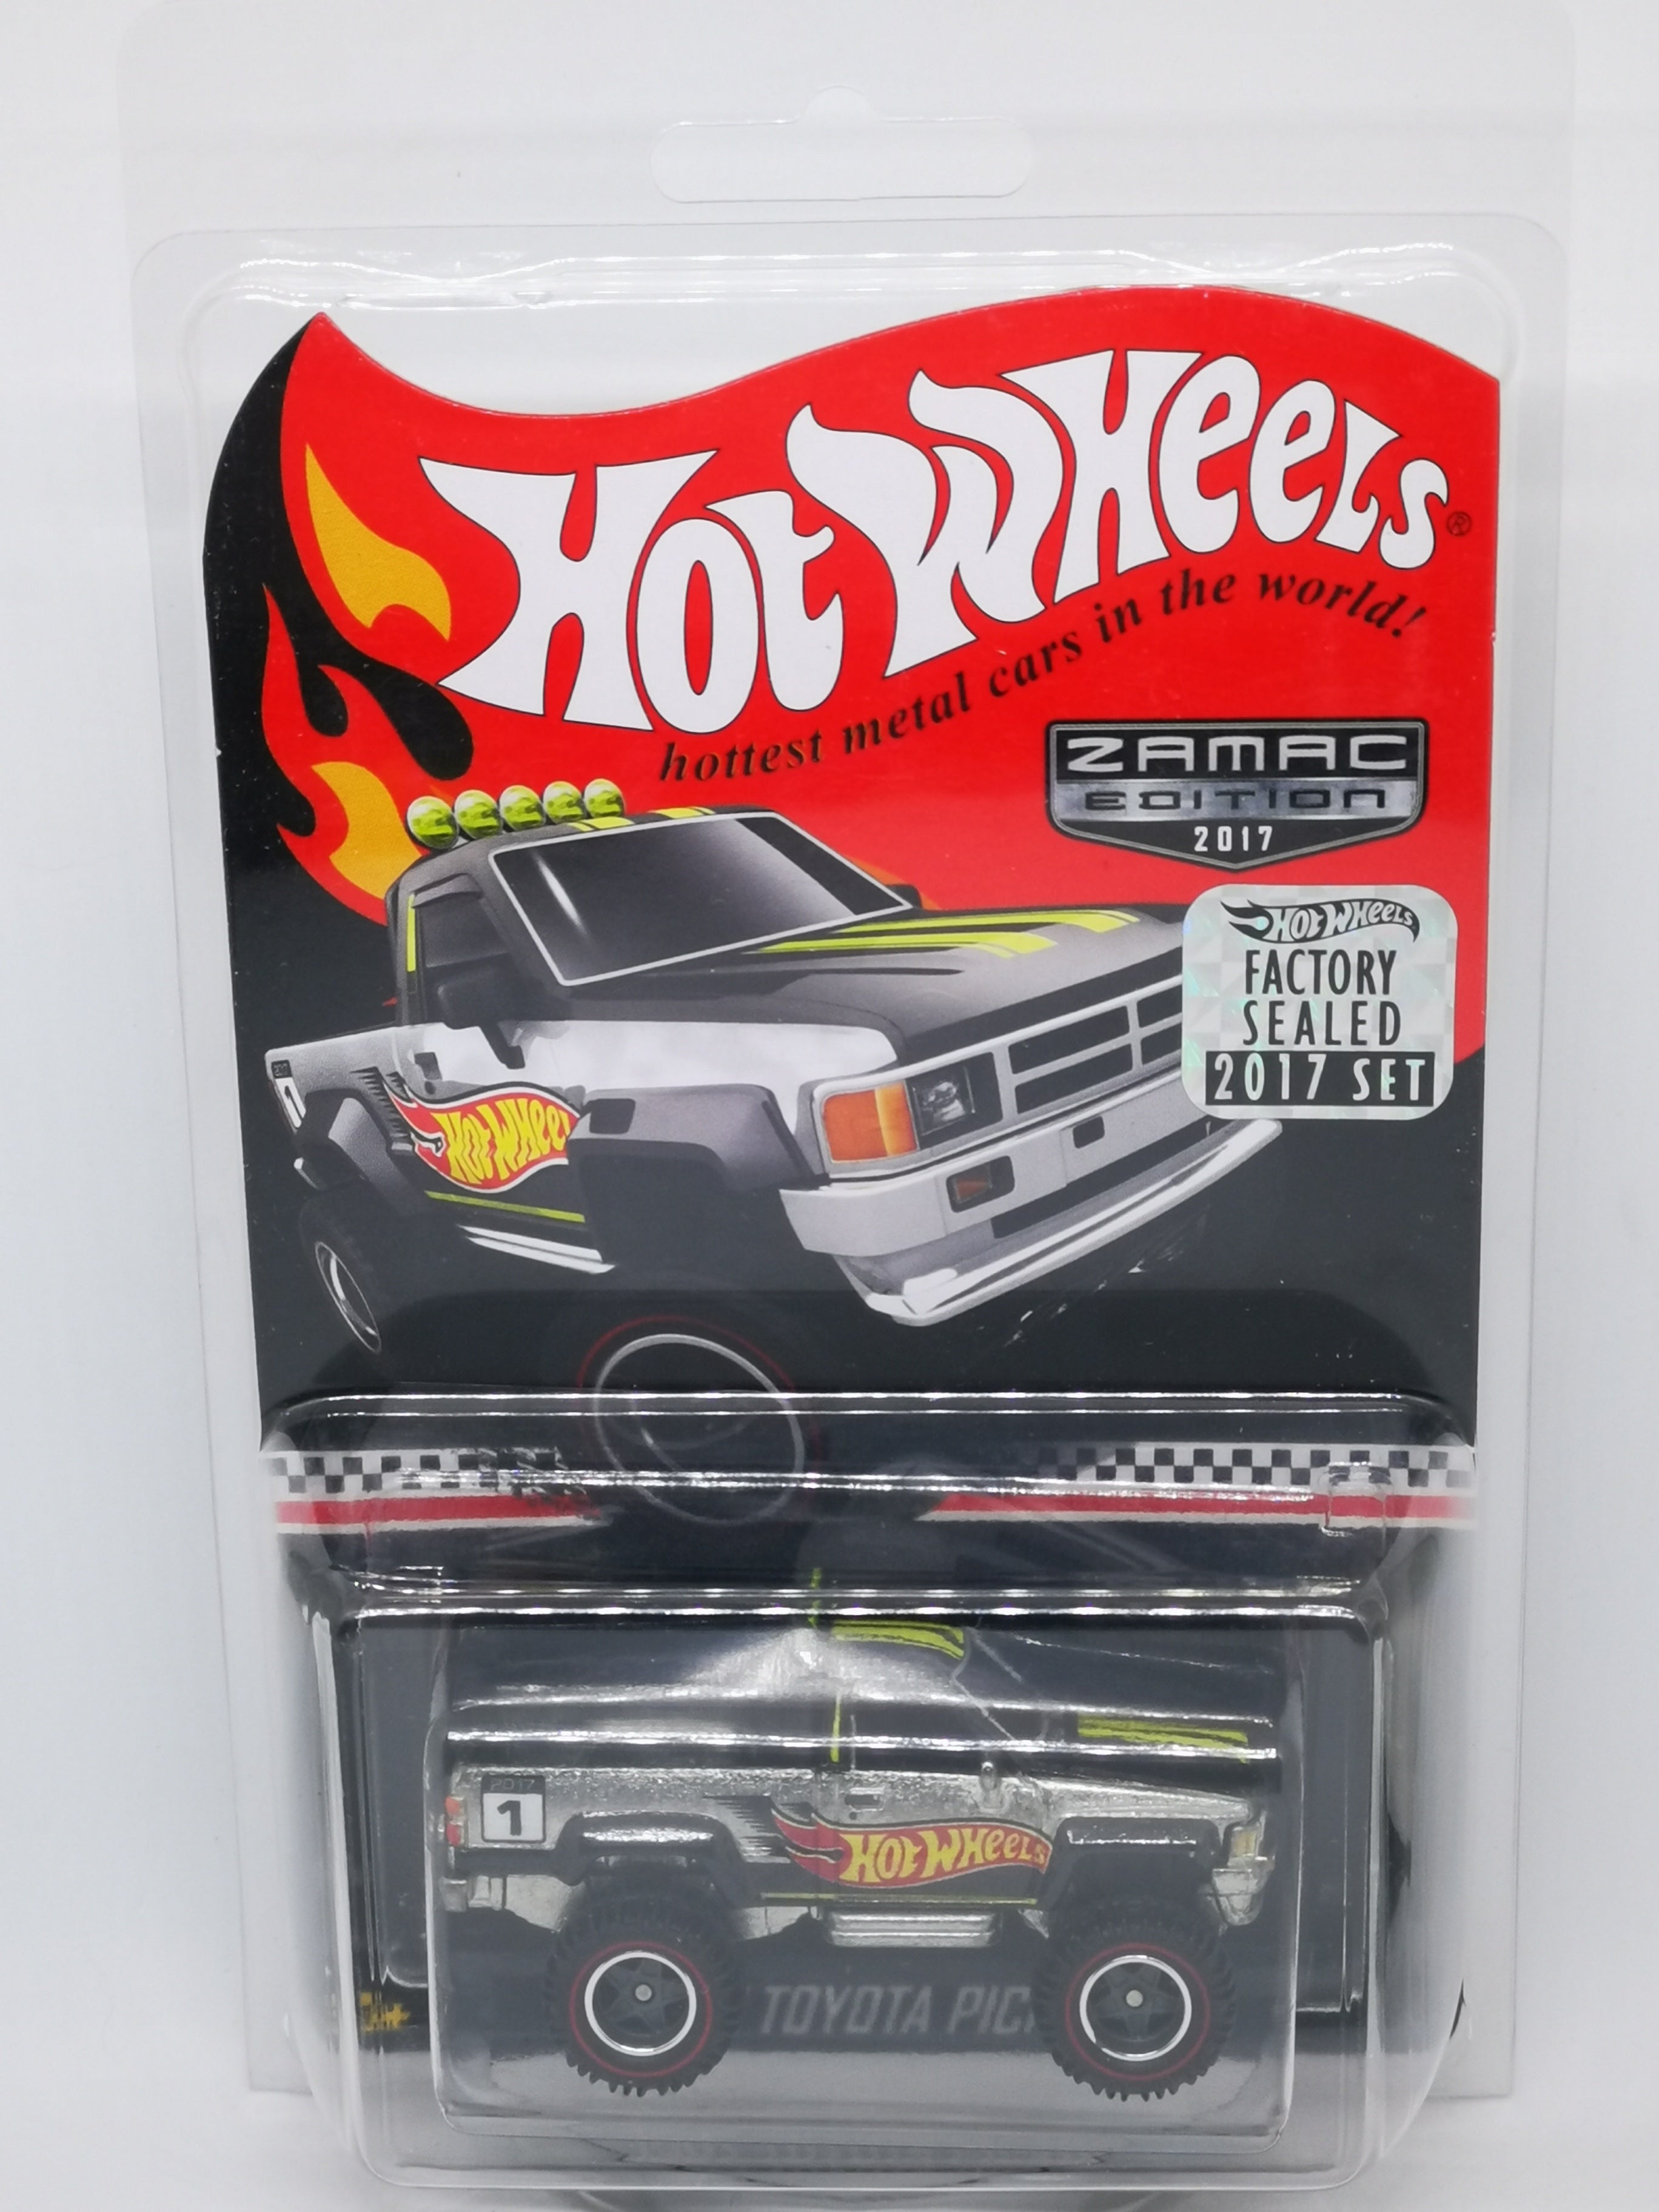 HOT WHEELS®
hottest metal cars in the world!
ZAMAC
EDITION
2017
HOT WHEELS
FACTORY
SEALED
2017 SET
1
HOT WHEELS
2017
1
HOT WHEELS
TOYOTA